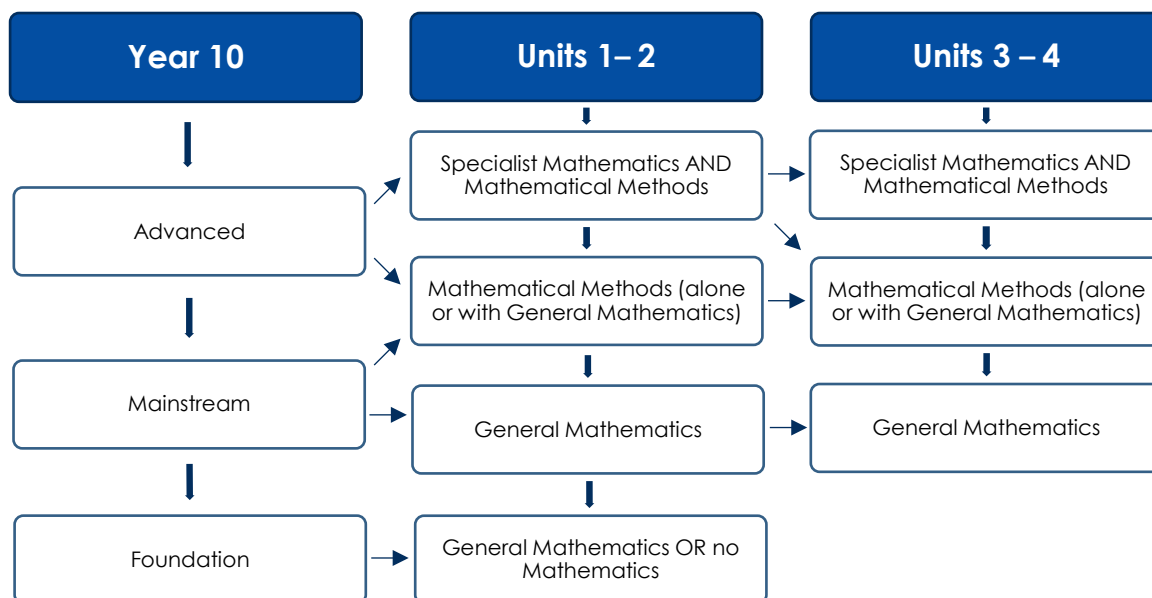 Year 10
Units 1– 2
Units 3 – 4
Advanced
Mainstream
Foundation
Specialist Mathematics AND
Mathematical Methods
Mathematical Methods (alone
or with General Mathematics)
General Mathematics
General Mathematics OR no
Mathematics
Specialist Mathematics AND
Mathematical Methods
Mathematical Methods (alone
or with General Mathematics)
General Mathematics